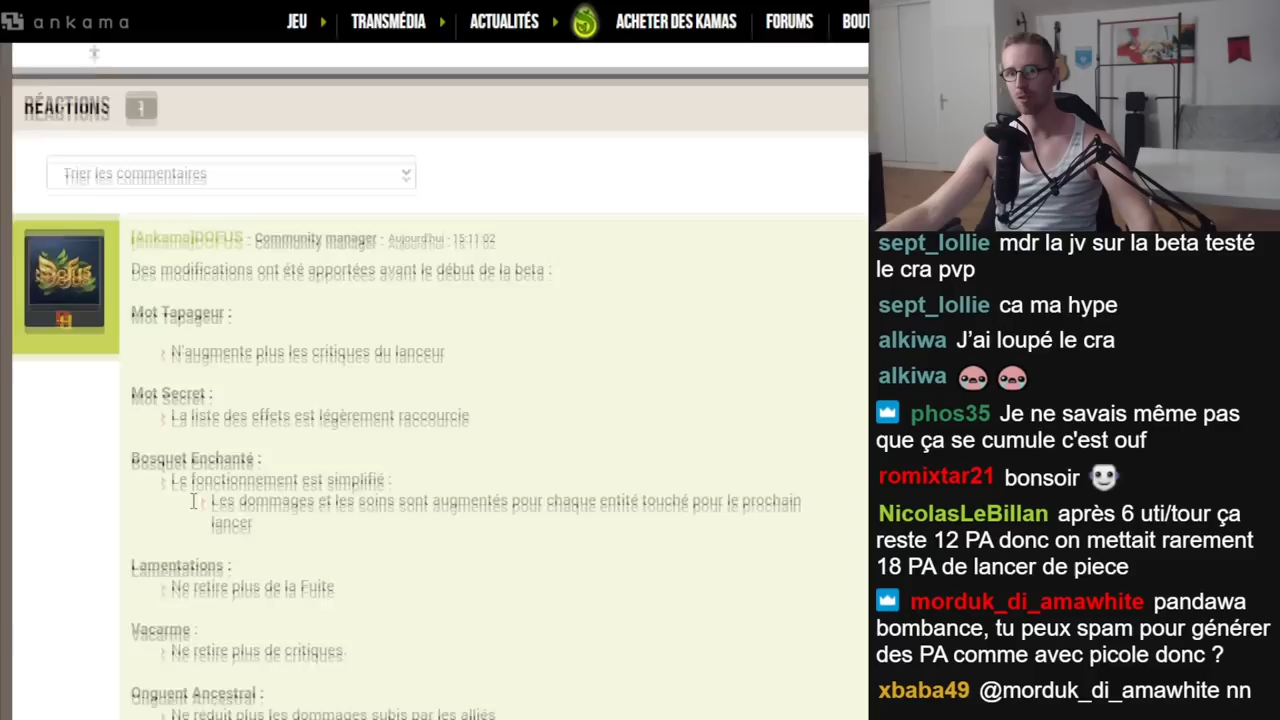 ankama
JEU
TRANSMÉDIA
ACTUALITÉS
ACHETER DES KAMAS
FORUMS
BOUT
RÉACTIONS
Trier les commentaires
[Ankama]DOFUS - Community manager - Aujourd'hui - 15:11:02
Des modifications ont été apportées avant le début de la beta :
Mot Tapageur :
N'augmente plus les critiques du lanceur
Mot Secret :
La liste des effets est légèrement raccourcie
Bosquet Enchanté :
Le fonctionnement est simplifié :
Les dommages et les soins sont augmentés pour chaque entité touché pour le prochain
lancer
Lamentations :
Ne retire plus de la Fuite
Vacarme :
Ne retire plus de critiques.
Onguent Ancestral :
Ne réduit plus les dommages subis par les alliés
sept_lollie mdr la jv sur la beta testé
le cra pvp
sept_lollie ca ma hype
alkiwa J'ai loupé le cra
alkiwa
phos35 Je ne savais même pas
que ça se cumule c'est ouf
romixtar21 bonsoir
NicolasLeBillan après 6 uti/tour ça
reste 12 PA donc on mettait rarement
18 PA de lancer de piece
morduk_di_amawhite pandawa
bombance, tu peux spam pour générer
des PA comme avec picole donc ?
xbaba49 @morduk_di_amawhite nn